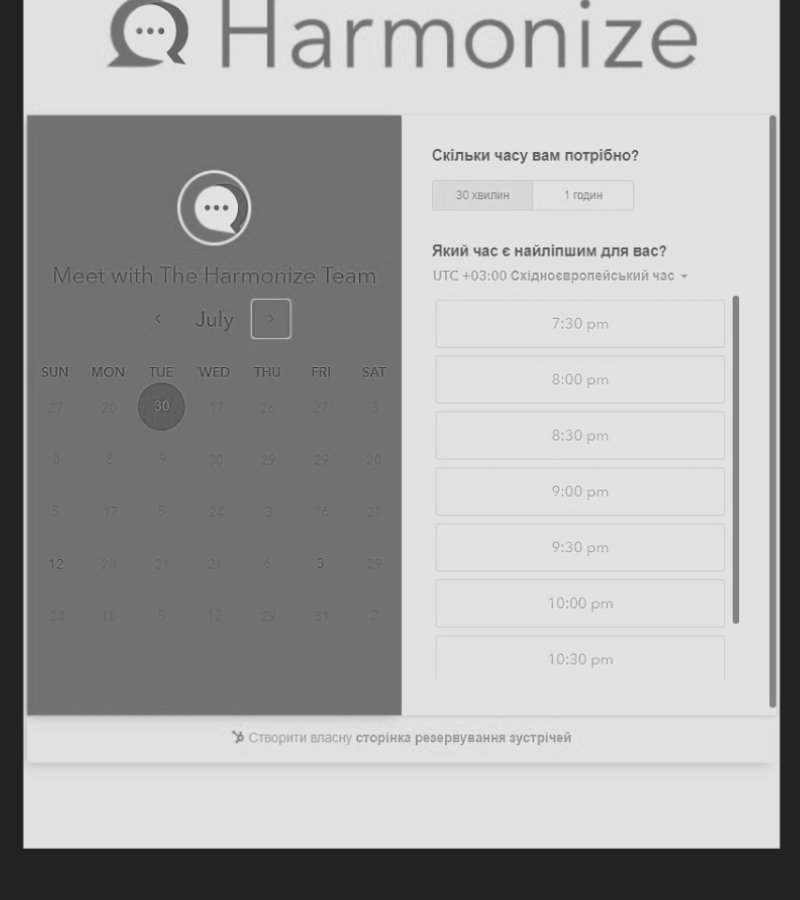 Harmonize
Meet with The Harmonize Team
July
SUN MON TUE WED THU FRI SAT
27 20 30 17 26 27 3
8 8 9 30 29 29 20
5 17 5 24 3 16 21
12 28 21 21 6 3 29
24 18 5 12 29 31 2
Скільки часу вам потрібно?
30 хвилин 1 годин
Який час є найліпшим для вас?
UTC +03:00 Східноєвропейський час
7:30 pm
8:00 pm
8:30 pm
9:00 pm
9:30 pm
10:00 pm
10:30 pm
Створити власну сторінка резервування зустрічей